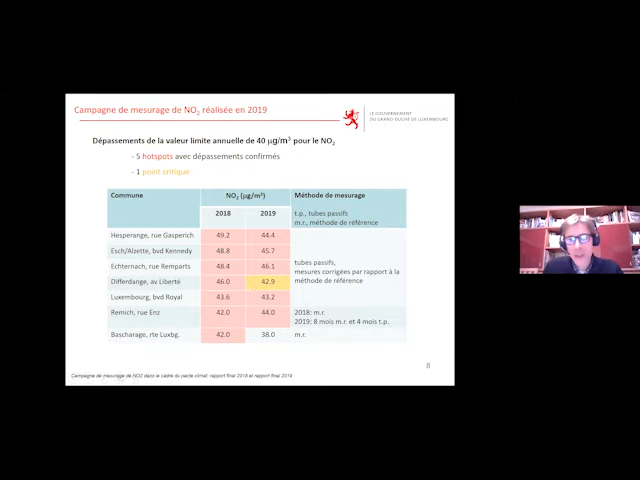 Campagne de mesurage de NO2 réalisée en 2019
LE GOUVERNEMENT
DU GRAND-DUCHÉ DE LUXEMBOURG
Dépassements de la valeur limite annuelle de 40 µg/m³ pour le NO2
- 5 hotspots avec dépassements confirmés
- 1 point critique
Commune NO2 (µg/m³) Méthode de mesurage
2018 2019 t.p., tubes passifs
m.r., méthode de référence
Hesperange, rue Gasperich 49.2 44.4
Esch/Alzette, bvd Kennedy 48.8 45.7
Echternach, rue Remparts 48.4 46.1
tubes passifs,
mesures corrigées par rapport à la
méthode de référence
Differdange, av Liberté 46.0 42.9
Luxembourg, bvd Royal 43.6 43.2
Remich, rue Enz 42.0 44.0 2018: m.r.
2019: 8 mois m.r. et 4 mois t.p.
Bascharage, rte Luxbg. 42.0 38.0 m.r.
8
Campagne de mesurage de NO2 dans le cadre du pacte climat: rapport final 2018 et rapport final 2019